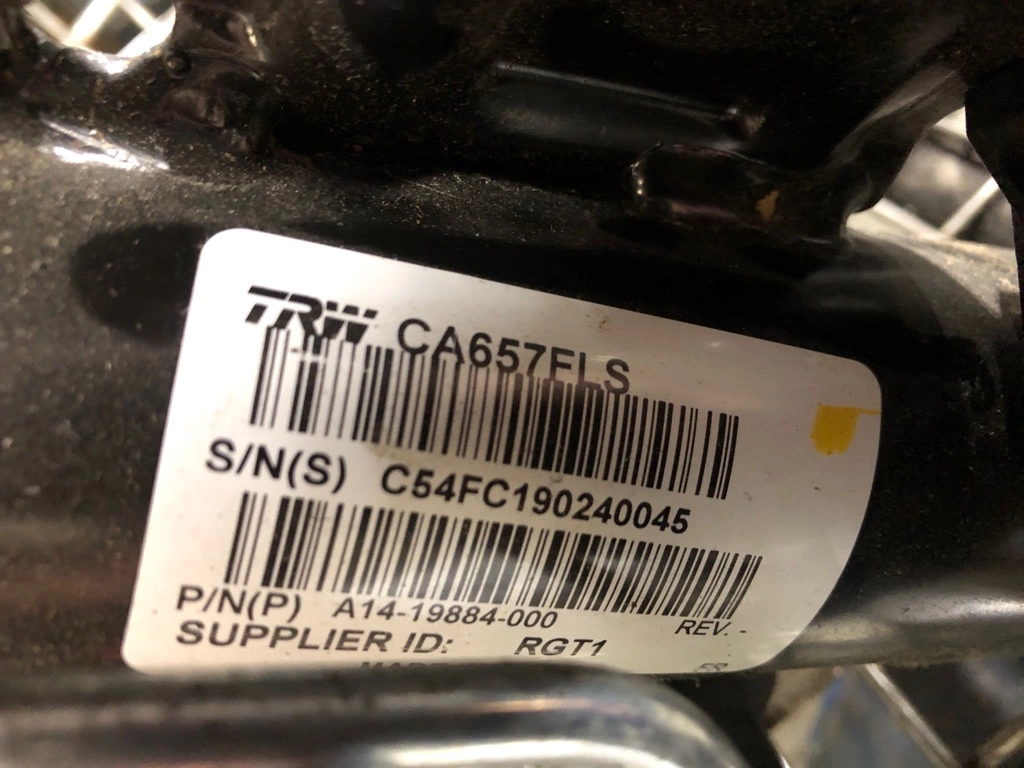 TRW CA657FLS
S/N(S) C54FC190240045
P/N(P) A14-19884-000 REV. -
SUPPLIER ID: RGT1